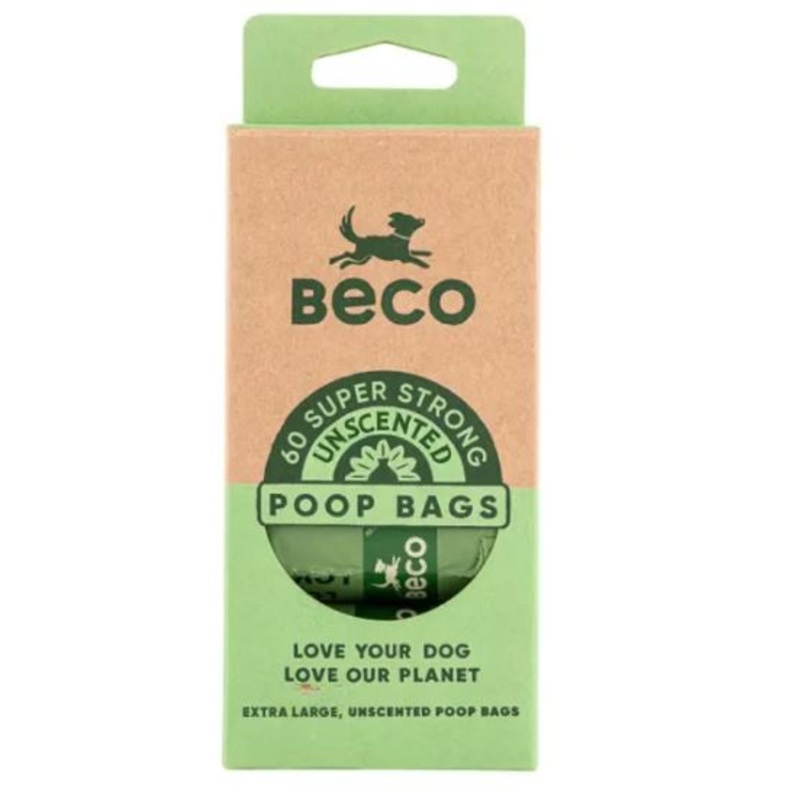 Beco
60 SUPER STRONG
UNSCENTED
POOP BAGS
Beco
LOVE YOUR DOG
LOVE OUR PLANET
EXTRA LARGE, UNSCENTED POOP BAGS